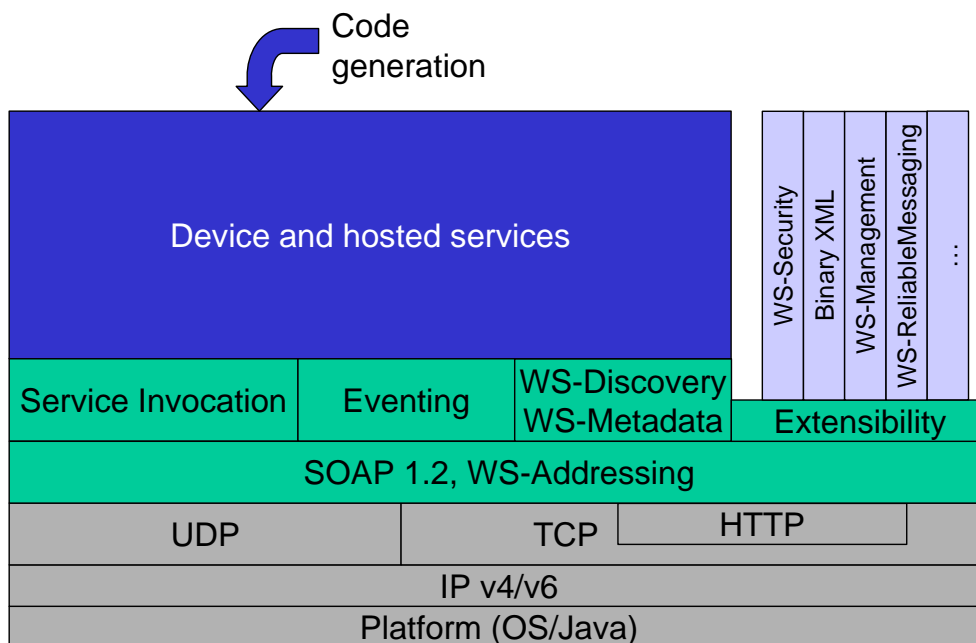 Code
generation
Device and hosted services
WS-Security
Binary XML
WS-Management
WS-ReliableMessaging
…
Service Invocation
Eventing
WS-Discovery
WS-Metadata
Extensibility
SOAP 1.2, WS-Addressing
UDP
TCP
HTTP
IP v4/v6
Platform (OS/Java)